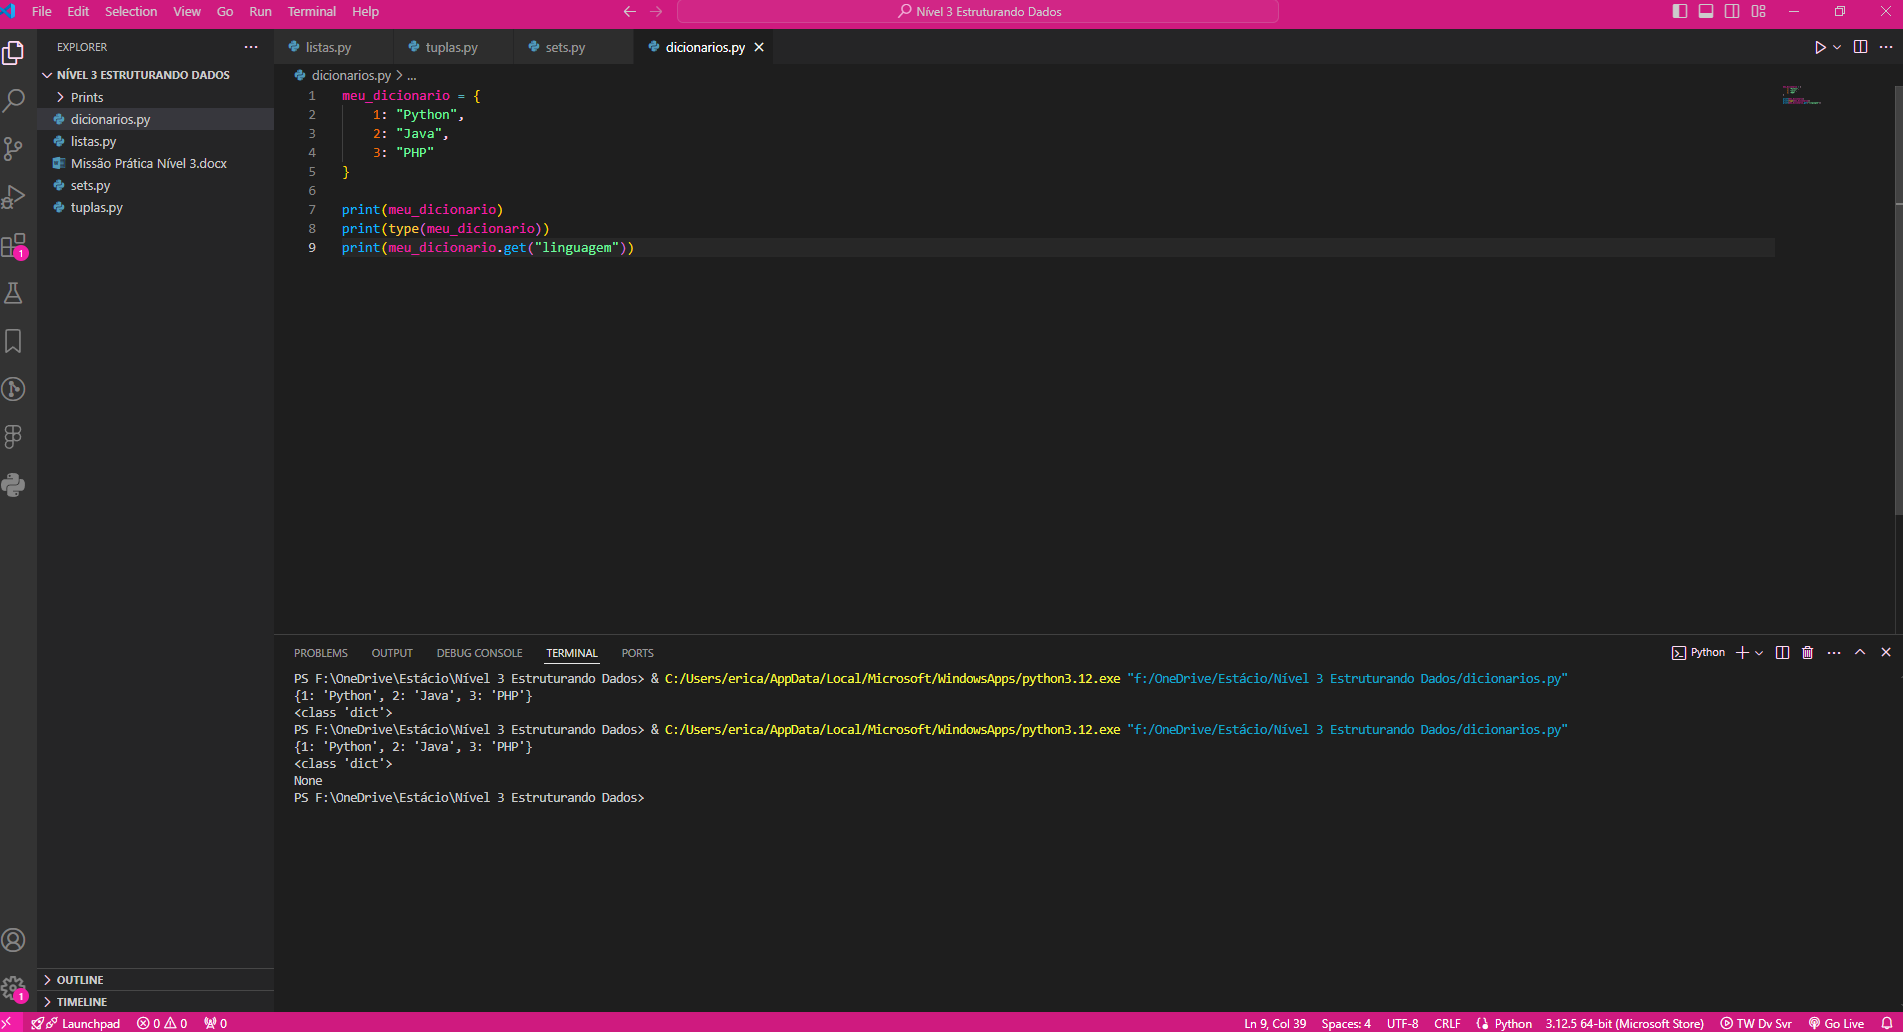 File Edit Selection View Go Run Terminal Help
Nível 3 Estruturando Dados
EXPLORER
NÍVEL 3 ESTRUTURANDO DADOS
Prints
dicionarios.py
listas.py
Missão Prática Nível 3.docx
sets.py
tuplas.py
OUTLINE
TIMELINE
1
1
listas.py tuplas.py sets.py dicionarios.py
dicionarios.py > ...
1 meu_dicionario = {
2     1: "Python",
3     2: "Java",
4     3: "PHP"
5 }
6
7 print(meu_dicionario)
8 print(type(meu_dicionario))
9 print(meu_dicionario.get("linguagem"))
PROBLEMS OUTPUT DEBUG CONSOLE TERMINAL PORTS
Python
PS F:\OneDrive\Estácio\Nível 3 Estruturando Dados> & C:/Users/erica/AppData/Local/Microsoft/WindowsApps/python3.12.exe "f:/OneDrive/Estácio/Nível 3 Estruturando Dados/dicionarios.py"
{1: 'Python', 2: 'Java', 3: 'PHP'}
<class 'dict'>
PS F:\OneDrive\Estácio\Nível 3 Estruturando Dados> & C:/Users/erica/AppData/Local/Microsoft/WindowsApps/python3.12.exe "f:/OneDrive/Estácio/Nível 3 Estruturando Dados/dicionarios.py"
{1: 'Python', 2: 'Java', 3: 'PHP'}
<class 'dict'>
None
PS F:\OneDrive\Estácio\Nível 3 Estruturando Dados>
Launchpad 0 0 0 Ln 9, Col 39 Spaces: 4 UTF-8 CRLF Python 3.12.5 64-bit (Microsoft Store) TW Dv Svr Go Live